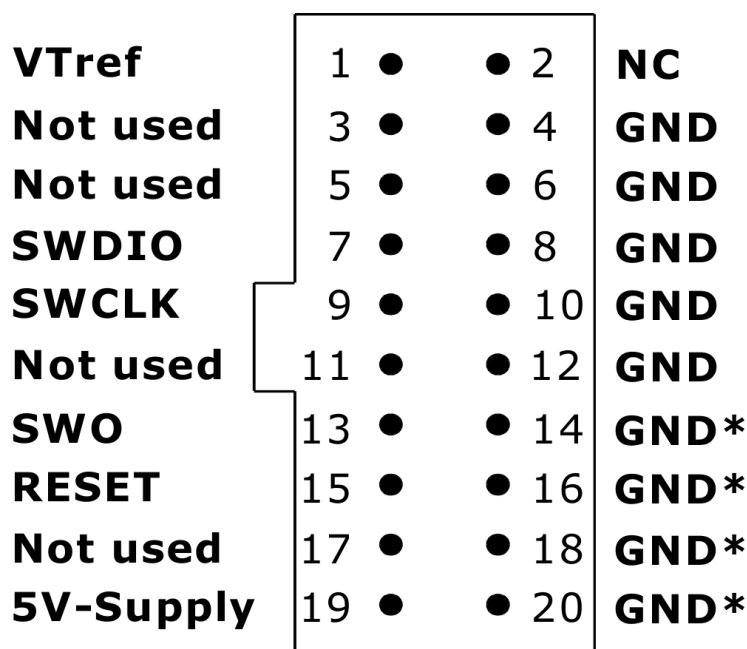 VTref 1 2 NC
Not used 3 4 GND
Not used 5 6 GND
SWDIO 7 8 GND
SWCLK 9 10 GND
Not used 11 12 GND
SWO 13 14 GND*
RESET 15 16 GND*
Not used 17 18 GND*
5V-Supply 19 20 GND*